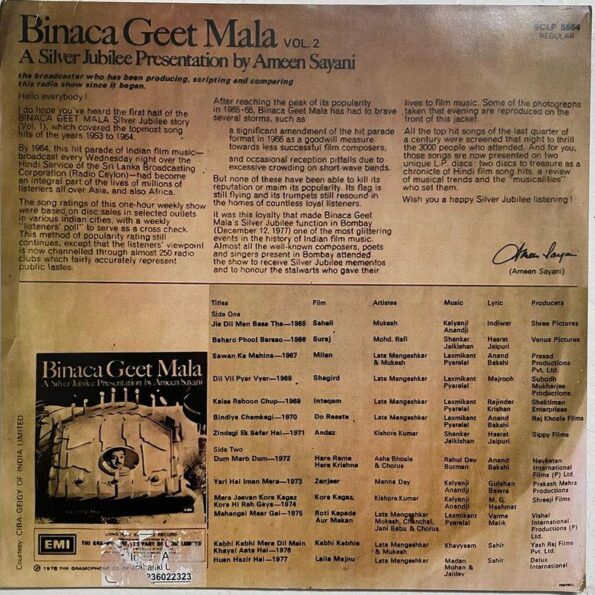 Binaca Geet Mala VOL. 2
A Silver Jubilee Presentation by Ameen Sayani
ECLP 5554
REGULAR
the broadcaster who has been producing, scripting and compering
this radio show since it began.
Hello everybody!
I do hope you've heard the first half of the
BINACA GEET MALA Silver Jubilee story
(Vol. 1), which covered the topmost song
hits of the years 1953 to 1964.
By 1964, this hit parade of Indian film music—
broadcast every Wednesday night over the
Hindi Service of the Sri Lanka Broadcasting
Corporation (Radio Ceylon)—had become
an integral part of the lives of millions of
listeners all over Asia, and also Africa.
The song ratings of this one-hour weekly show
were based on disc sales in selected outlets
in various Indian cities, with a weekly
"listeners' poll" to serve as a cross check.
This method of popularity rating still
continues, except that the listeners' viewpoint
is now channelled through almost 250 radio
clubs which fairly accurately represent
public tastes.
After reaching the peak of its popularity
in 1965-66, Binaca Geet Mala has had to brave
several storms, such as
a significant amendment of the hit parade
format in 1966 as a goodwill measure
towards less successful film composers,
and occasional reception pitfalls due to
excessive crowding on short-wave bands.
But none of these have been able to kill its
reputation or maim its popularity. Its flag is
still flying and its trumpets still resound in
the homes of countless loyal listeners.
It was this loyalty that made Binaca Geet
Mala's Silver Jubilee function in Bombay
(December 12, 1977) one of the most glittering
events in the history of Indian film music.
Almost all the well-known composers, poets
and singers present in Bombay attended
the show to receive Silver Jubilee mementos
and to honour the stalwarts who gave their
lives to film music. Some of the photographs
taken that evening are reproduced on the
front of this jacket.
All the top hit songs of the last quarter of
a century were screened that night to thrill
the 3000 people who attended. And for you,
those songs are now presented on two
unique L.P. discs: two discs to treasure as a
chronicle of Hindi film song hits, a review
of musical trends and the "musicalities"
who set them.
Wish you a happy Silver Jubilee listening!
Ameen Sayani
(Ameen Sayani)
Titles Film Artistes Music Lyric Producers
Side One
Jis Dil Men Basa Tha—1965 Saheli Mukesh Kalyanji Anandji Indiwar Shree Pictures
Baharo Phool Barsao—1966 Suraj Mohd. Rafi Shanker Jaikishan Hasrat Jaipuri Venus Pictures
Sawan Ka Mahina—1967 Milan Lata Mangeshkar & Mukesh Laxmikant Pyarelal Anand Bakshi Prasad Productions Pvt. Ltd.
Dil Vil Pyar Vyar—1968 Shagird Lata Mangeshkar Laxmikant Pyarelal Majrooh Subodh Mukherjee Productions
Kaise Rahoon Chup—1969 Inteqam Lata Mangeshkar Laxmikant Pyarelal Rajinder Krishan Shaktiman Enterprises
Bindiya Chamkegi—1970 Do Raaste Lata Mangeshkar Laxmikant Pyarelal Anand Bakshi Raj Khosla Films
Zindagi Ek Safar Hai—1971 Andaz Kishore Kumar Shanker Jaikishan Hasrat Jaipuri Sippy Films
Side Two
Dum Marb Dum—1972 Hare Rama Hare Krishna Asha Bhosle & Chorus Rahul Dev Burman Anand Bakshi Navketan International Films (P) Ltd.
Yari Hai Iman Mera—1973 Zanjeer Manna Dey Kalyanji Anandji Gulshan Bawra Prakash Mehra Productions
Mera Jeevan Kora Kagaz Kora Hi Rah Gaya—1974 Kora Kagaz, Kishore Kumar Kalyanji Anandji M. G. Hashmat Shreeji Films
Mehangai Maar Gai—1975 Roti Kapada Aur Makan Lata Mangeshkar Mukesh, Chanchal, Jani Babu & Chorus Laxmikant Pyarelal Varma Malik Vishal International Productions (P) Ltd.
Kabhi Kabhi Mere Dil Main Khayal Aata Hai—1976 Kabhi Kabhie Lata Mangeshkar & Mukesh Khayyaam Sahir Yash Raj Films Pvt. Ltd.
Husn Hazir Hai—1977 Laila Majnu Lata Mangeshkar Madan Mohan & Jaidev Sahir Delux International Films
Binaca Geet Mala
A Silver Jubilee Presentation by Ameen Sayani
Courtesy: CIBA-GEIGY OF INDIA LIMITED
EMI
236022323